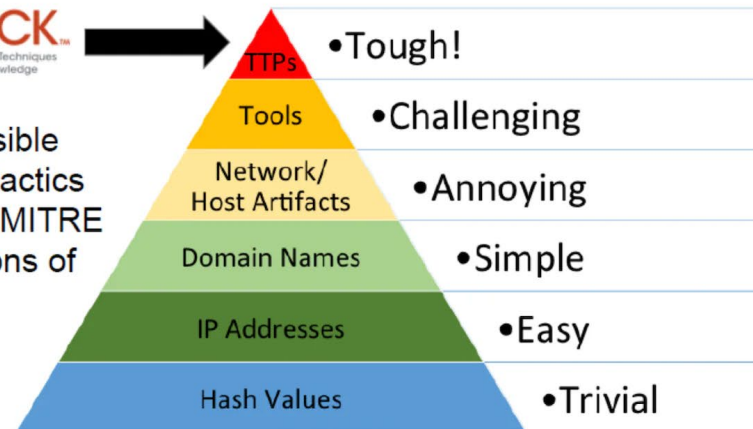 CK™
Techniques
wledge
TTPs
•Tough!
Tools
•Challenging
sible
actics
MITRE
ons of
Network/
Host Artifacts
•Annoying
Domain Names
•Simple
IP Addresses
•Easy
Hash Values
•Trivial